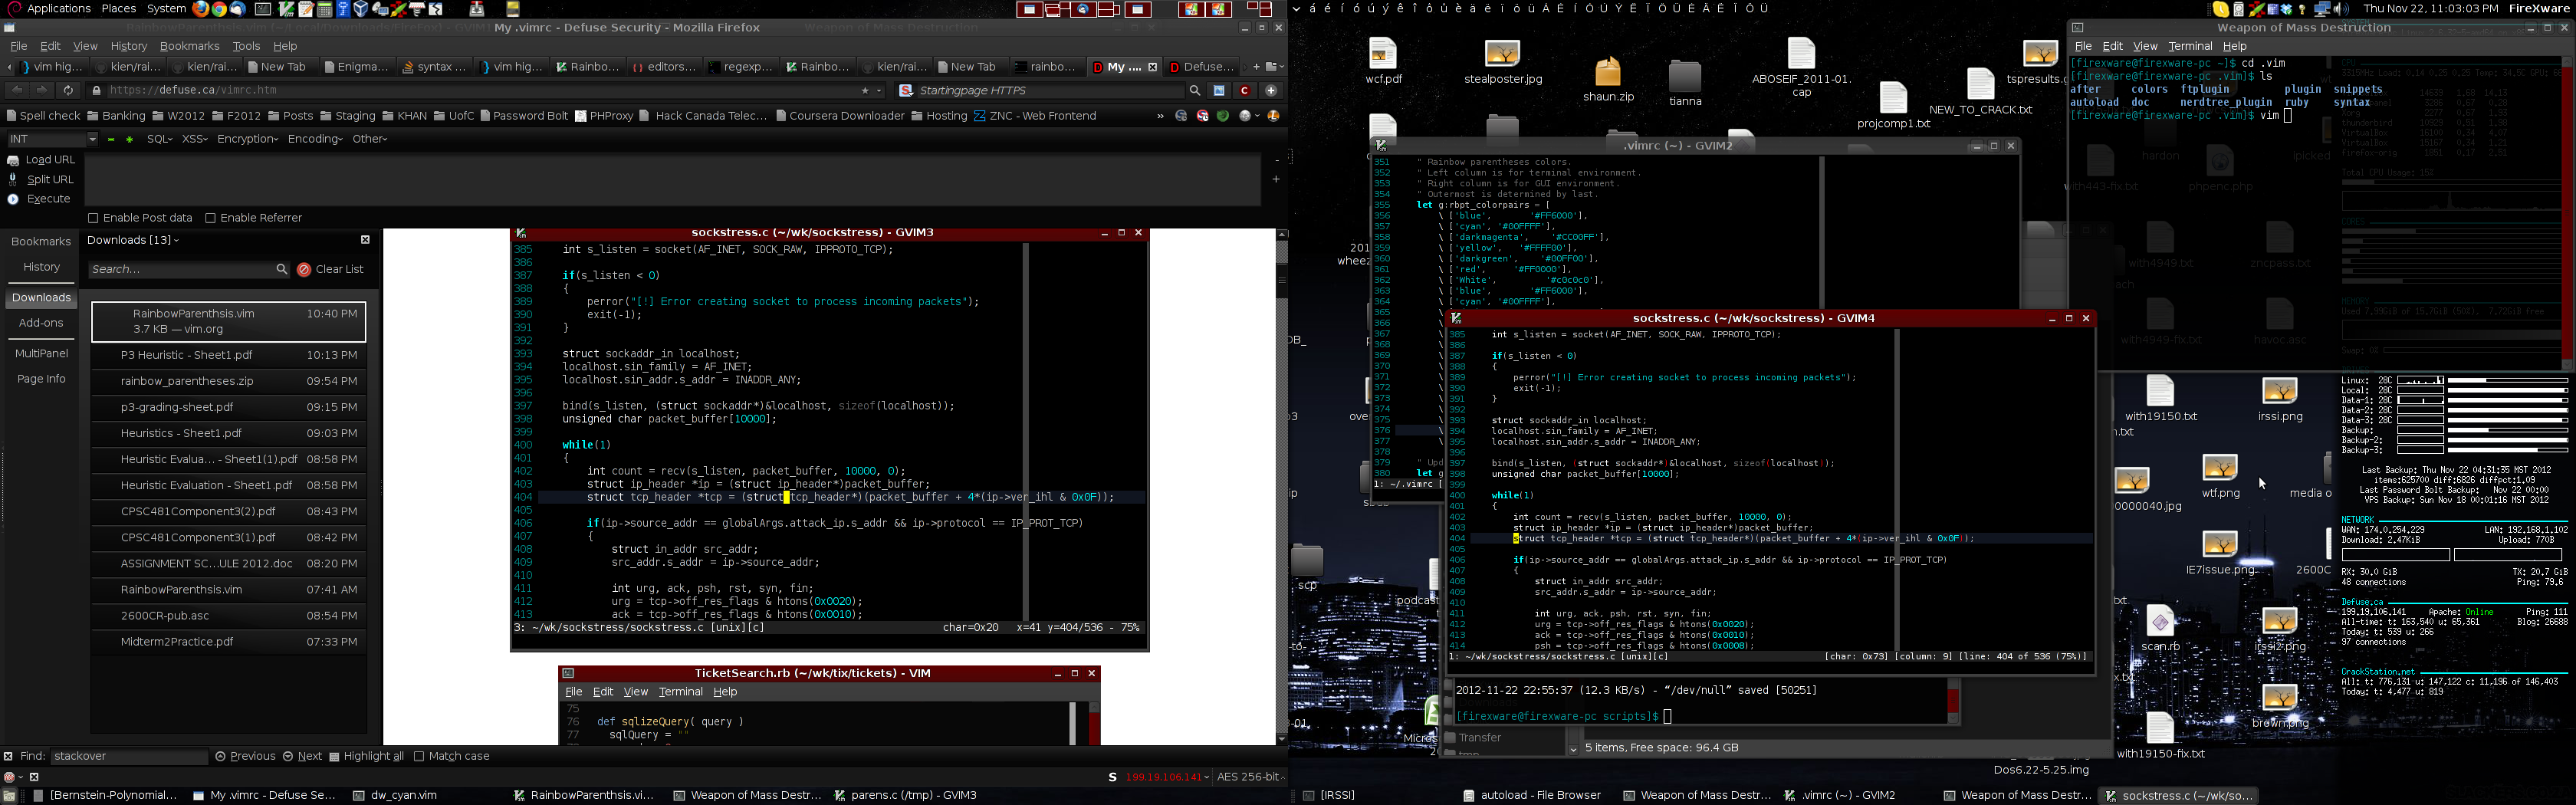 Applications Places System
á é í ó ú ý ê î ô û è ä ë ï ö ü Á É Í Ó Ú Ý Ë Ï Ö Ü Ê Â Ê Î Ô Û
Thu Nov 22, 11:03:03 PM FireXware
My .vimrc - Defuse Security - Mozilla Firefox
File Edit View History Bookmarks Tools Help
vim hig... kien/rai... kien/rai... New Tab Enigma... syntax ... vim hig... Rainbo... editors... regexp... Rainbo... kien/rai... New Tab rainbo... My .... Defuse...
https://defuse.ca/vimrc.htm
Startingpage HTTPS
Spell check Banking W2012 F2012 Posts Staging KHAN UofC Password Bolt PHProxy Hack Canada Telec... Coursera Downloader Hosting ZNC - Web Frontend
INT SQL XSS Encryption Encoding Other
Load URL
Split URL
Execute
Enable Post data Enable Referrer
Bookmarks
History
Downloads
Add-ons
MultiPanel
Page Info
Downloads [13]
Search... Clear List
RainbowParenthsis.vim 10:40 PM
3.7 KB — vim.org
P3 Heuristic - Sheet1.pdf 10:13 PM
rainbow_parentheses.zip 09:54 PM
p3-grading-sheet.pdf 09:15 PM
Heuristics - Sheet1.pdf 09:03 PM
Heuristic Evalua... - Sheet1(1).pdf 08:58 PM
Heuristic Evaluation - Sheet1.pdf 08:58 PM
CPSC481Component3(2).pdf 08:43 PM
CPSC481Component3(1).pdf 08:42 PM
ASSIGNMENT SC...ULE 2012.doc 08:20 PM
RainbowParenthsis.vim 07:41 AM
2600CR-pub.asc 08:54 PM
Midterm2Practice.pdf 07:33 PM
sockstress.c (~/wk/sockstress) - GVIM3
385 int s_listen = socket(AF_INET, SOCK_RAW, IPPROTO_TCP);
386
387 if(s_listen < 0)
388 {
389 perror("[!] Error creating socket to process incoming packets");
390 exit(-1);
391 }
392
393 struct sockaddr_in localhost;
394 localhost.sin_family = AF_INET;
395 localhost.sin_addr.s_addr = INADDR_ANY;
396
397 bind(s_listen, (struct sockaddr*)&localhost, sizeof(localhost));
398 unsigned char packet_buffer[10000];
399
400 while(1)
401 {
402 int count = recv(s_listen, packet_buffer, 10000, 0);
403 struct ip_header *ip = (struct ip_header*)packet_buffer;
404 struct tcp_header *tcp = (struct tcp_header*)(packet_buffer + 4*(ip->ver_ihl & 0x0F));
405
406 if(ip->source_addr == globalArgs.attack_ip.s_addr && ip->protocol == IP_PROT_TCP)
407 {
408 struct in_addr src_addr;
409 src_addr.s_addr = ip->source_addr;
410
411 int urg, ack, psh, rst, syn, fin;
412 urg = tcp->off_res_flags & htons(0x0020);
413 ack = tcp->off_res_flags & htons(0x0010);
3: ~/wk/sockstress/sockstress.c [unix][c] char=0x20 x=41 y=404/536 - 75%
TicketSearch.rb (~/wk/tix/tickets) - VIM
File Edit View Terminal Help
75
76 def sqlizeQuery( query )
sqlQuery = ""
Find: stackover Previous Next Highlight all Match case
S 199.19.106.141 AES 256-bit
[Bernstein-Polynomial... My .vimrc - Defuse Se... dw_cyan.vim RainbowParenthsis.vi... Weapon of Mass Destr... parens.c (/tmp) - GVIM3
wcf.pdf
stealposter.jpg
shaun.zip
tianna
ABOSEIF_2011-01.cap
projcomp1.txt
NEW_TO_CRACK.txt
tspresults.g
.vimrc (~) - GVIM2
351 " Rainbow parentheses colors.
352 " Left column is for terminal environment.
353 " Right column is for GUI environment.
354 " Outermost is determined by last.
355 let g:rbpt_colorpairs = [
356 \ ['blue', '#FF6000'],
357 \ ['cyan', '#00FFFF'],
358 \ ['darkmagenta', '#CC00FF'],
359 \ ['yellow', '#FFFF00'],
360 \ ['darkgreen', '#00FF00'],
361 \ ['red', '#FF0000'],
362 \ ['White', '#c0c0c0'],
363 \ ['blue', '#FF6000'],
364 \ ['cyan', '#00FFFF'],
sockstress.c (~/wk/sockstress) - GVIM4
385 int s_listen = socket(AF_INET, SOCK_RAW, IPPROTO_TCP);
386
387 if(s_listen < 0)
388 {
389 perror("[!] Error creating socket to process incoming packets");
390 exit(-1);
391 }
392
393 struct sockaddr_in localhost;
394 localhost.sin_family = AF_INET;
395 localhost.sin_addr.s_addr = INADDR_ANY;
396
397 bind(s_listen, (struct sockaddr*)&localhost, sizeof(localhost));
398 unsigned char packet_buffer[10000];
399
400 while(1)
401 {
402 int count = recv(s_listen, packet_buffer, 10000, 0);
403 struct ip_header *ip = (struct ip_header*)packet_buffer;
404 struct tcp_header *tcp = (struct tcp_header*)(packet_buffer + 4*(ip->ver_ihl & 0x0F));
405
406 if(ip->source_addr == globalArgs.attack_ip.s_addr && ip->protocol == IP_PROT_TCP)
407 {
408 struct in_addr src_addr;
409 src_addr.s_addr = ip->source_addr;
410
411 int urg, ack, psh, rst, syn, fin;
412 urg = tcp->off_res_flags & htons(0x0020);
413 ack = tcp->off_res_flags & htons(0x0010);
414 psh = tcp->off_res_flags & htons(0x0008);
1: ~/wk/sockstress/sockstress.c [unix][c] [char: 0x73] [column: 9] [line: 404 of 536 (75%)]
2012-11-22 22:55:37 (12.3 KB/s) - “/dev/null” saved [50251]
[firexware@firexware-pc scripts]$
Transfer
5 items, Free space: 96.4 GB
Weapon of Mass Destruction
File Edit View Terminal Help
[firexware@firexware-pc ~]$ cd .vim
[firexware@firexware-pc .vim]$ ls
after colors ftplugin plugin snippets
autoload doc nerdtree_plugin ruby syntax
[firexware@firexware-pc .vim]$ vim
with19150.txt
irssi.png
wtf.png
media o
0000040.jpg
IE7issue.png
2600C
scan.rb
irssi2.png
brown.png
with19150-fix.txt
Dos6.22-5.25.img
Linux: 28C
Local: 28C
Data-1: 28C
Data-2: 28C
Data-3: 28C
Backup:
Backup-2:
Backup-3:
Last Backup: Thu Nov 22 04:31:35 MST 2012
items:625700 diff:6826 diffpct:1.09
Last Password Bolt Backup: Nov 22 00:00
VPS Backup: Sun Nov 18 00:01:16 MST 2012
NETWORK
WAN: 174.0.254.229 LAN: 192.168.1.102
Download: 2.47KiB Upload: 770B
RX: 30.0 GiB TX: 20.7 GiB
48 connections Ping: 79.6
Defuse.ca
199.19.106.141 Apache: Online Ping: 111
All-time: t: 163,540 u: 65,361 Blog: 26688
Today: t: 539 u: 266
97 connections
CrackStation.net
All: t: 776,131 u: 147,122 c: 11,196 of 146,403
Today: t: 4,477 u: 819
[IRSSI] autoload - File Browser Weapon of Mass Destr... .vimrc (~) - GVIM2 Weapon of Mass Destr... sockstress.c (~/wk/so...